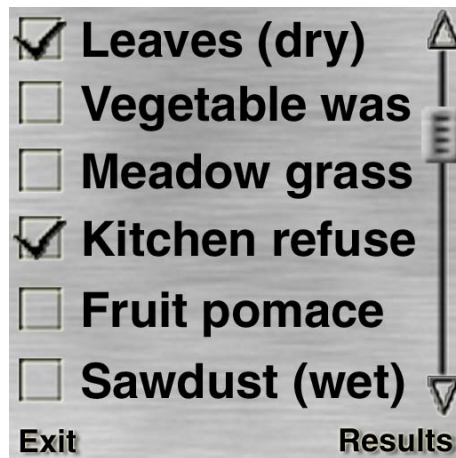 Leaves (dry)
Vegetable was
Meadow grass
Kitchen refuse
Fruit pomace
Sawdust (wet)
Exit Results